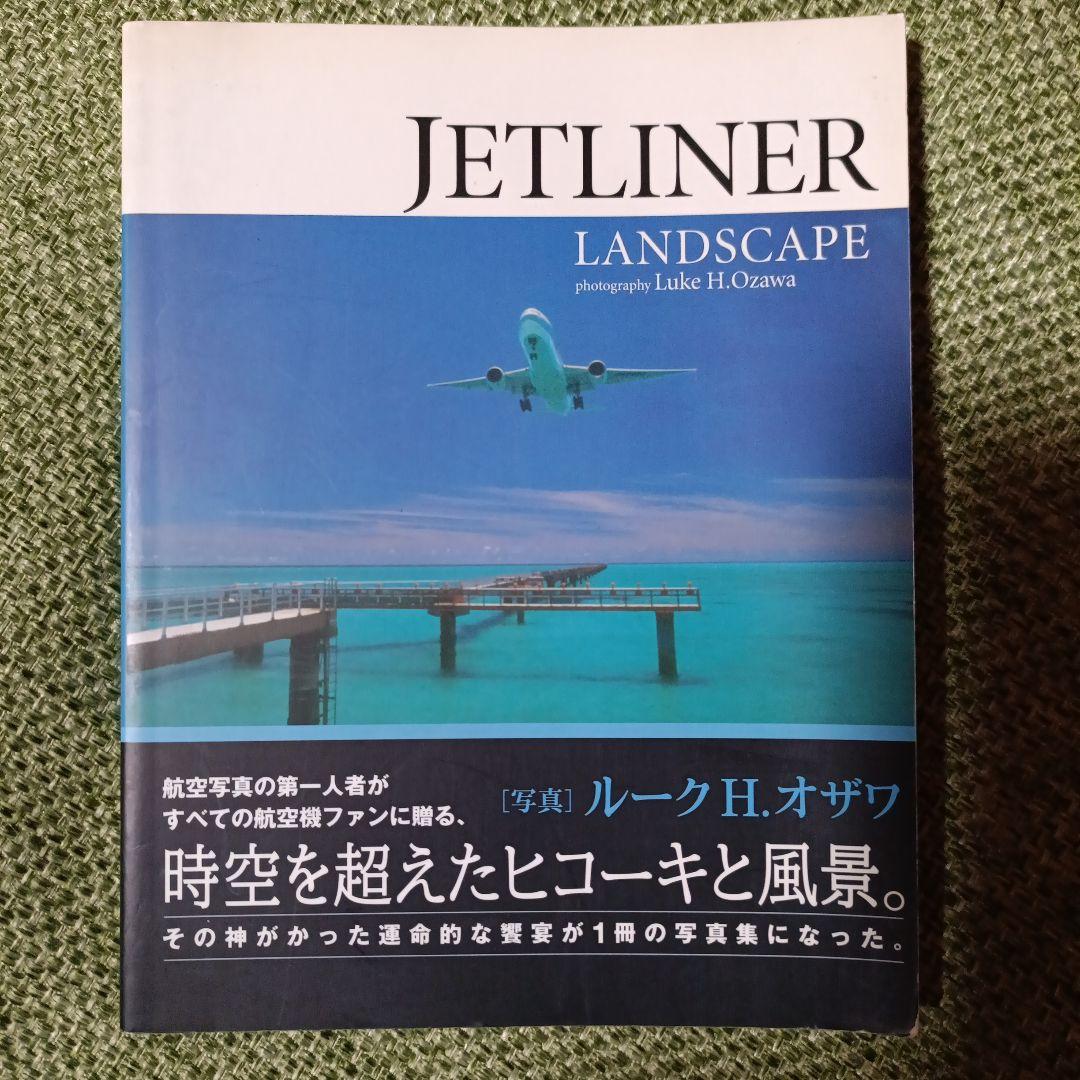 JETLINER
LANDSCAPE
photography Luke H.Ozawa
航空写真の第一人者が
すべての航空機ファンに贈る、
[写真] ルーク H.オザワ
時空を超えたヒコーキと風景。
その神がかった運命的な饗宴が1冊の写真集になった。